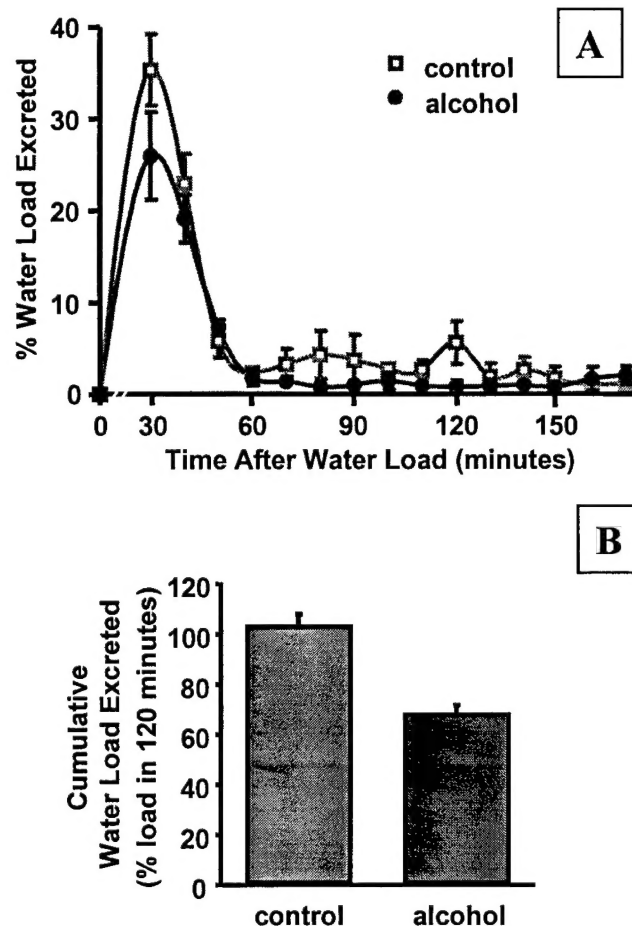 A
control
alcohol
% Water Load Excreted
40
30
20
10
0
0 30 60 90 120 150
Time After Water Load (minutes)
B
Cumulative
Water Load Excreted
(% load in 120 minutes)
120
100
80
60
40
20
0
control alcohol